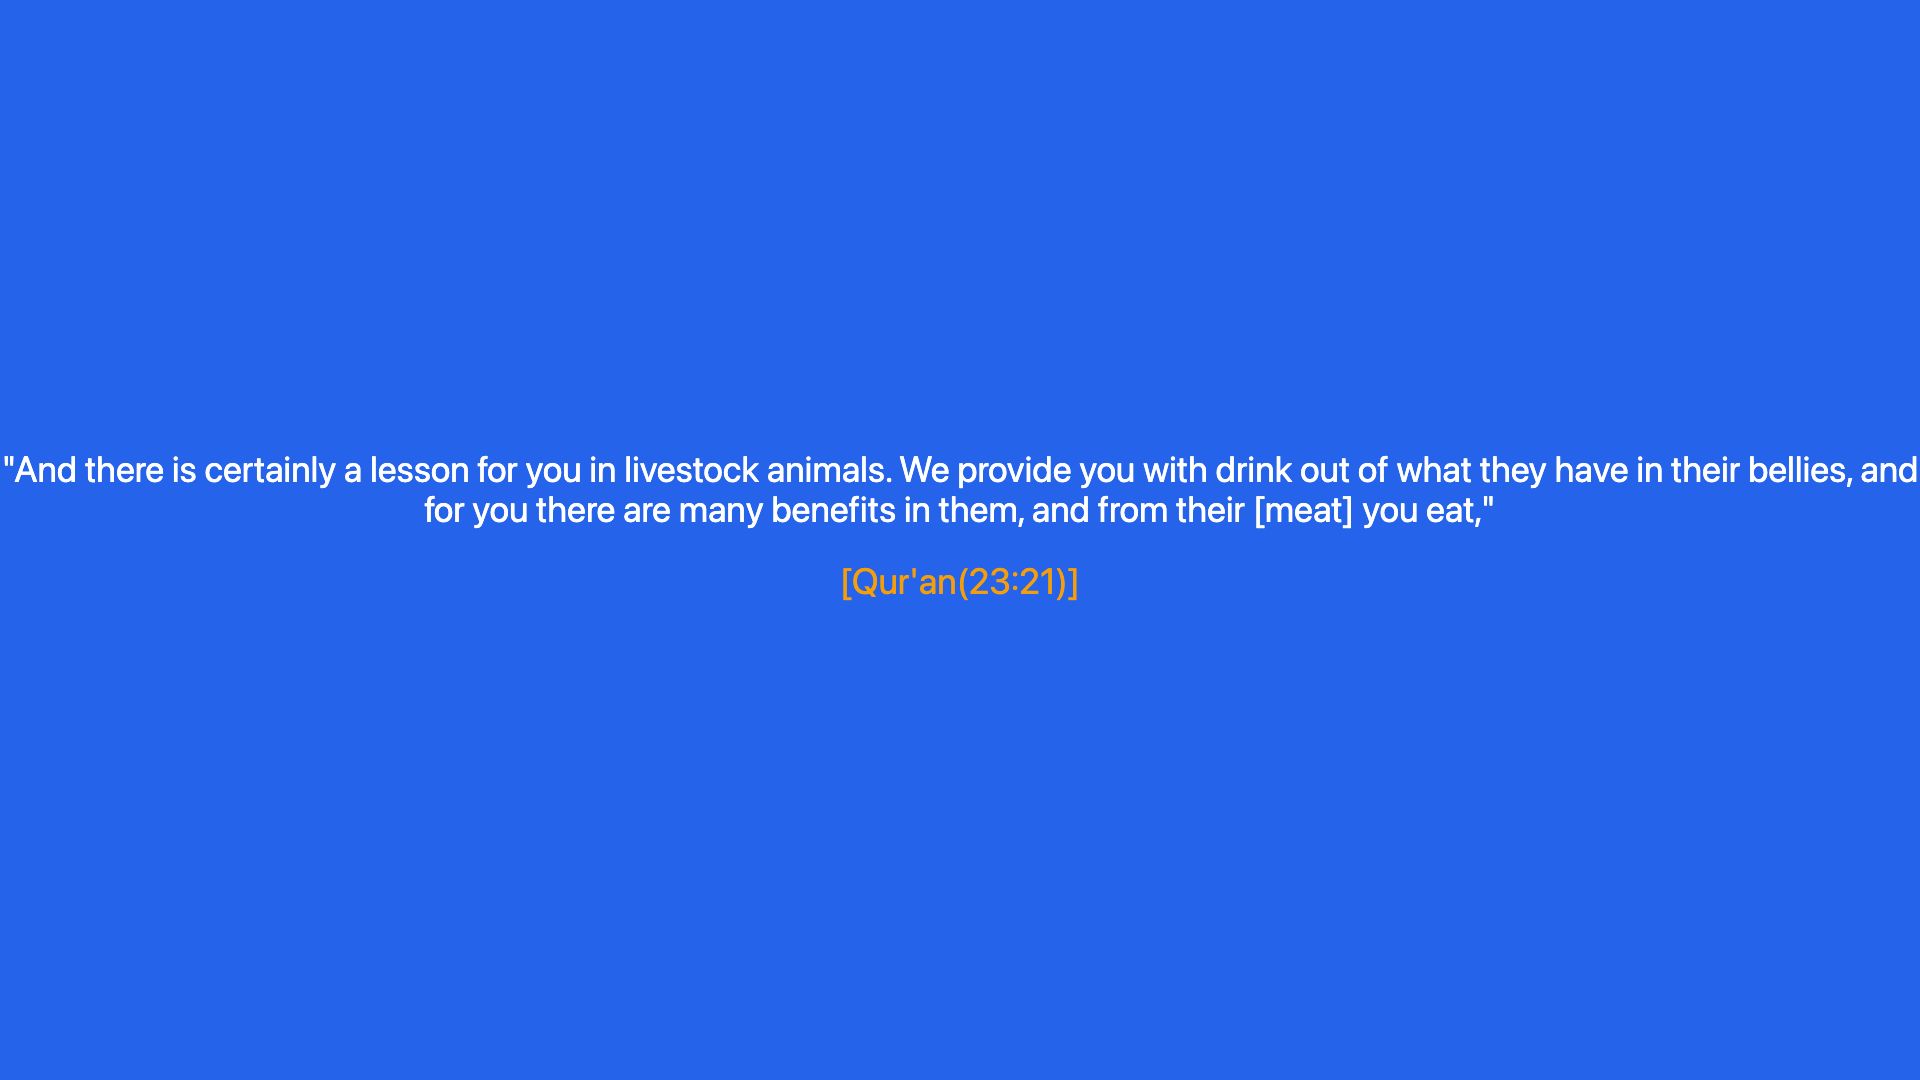 "And there is certainly a lesson for you in livestock animals. We provide you with drink out of what they have in their bellies, and
for you there are many benefits in them, and from their [meat] you eat,"
[Qur'an(23:21)]